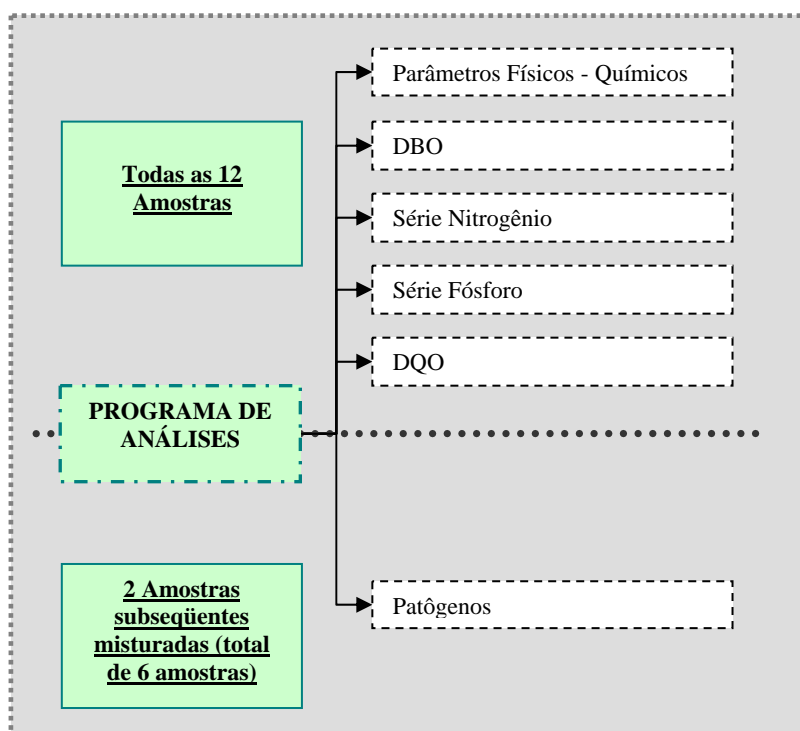 Parâmetros Físicos - Químicos
DBO
Todas as 12
Amostras
Série Nitrogênio
Série Fósforo
DQO
PROGRAMA DE
ANÁLISES
2 Amostras
subseqüentes
misturadas (total
de 6 amostras)
Patôgenos